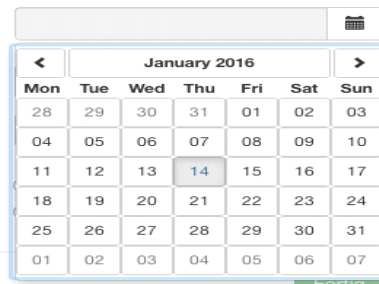 January 2016
Mon Tue Wed Thu Fri Sat Sun
28 29 30 31 01 02 03
04 05 06 07 08 09 10
11 12 13 14 15 16 17
18 19 20 21 22 23 24
25 26 27 28 29 30 31
01 02 03 04 05 06 07